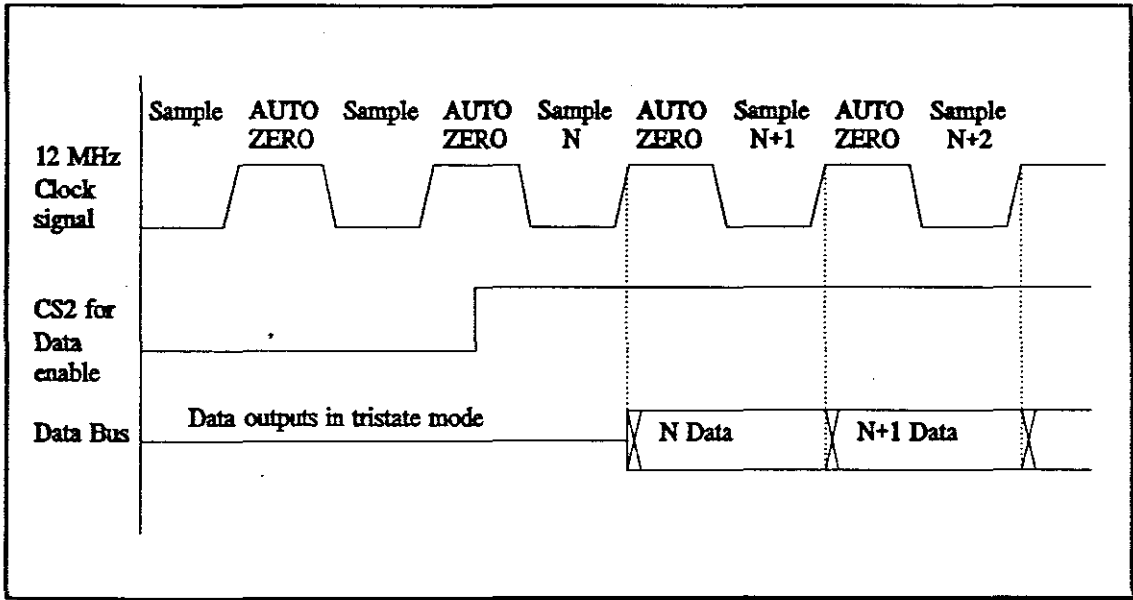 Sample AUTO ZERO Sample AUTO ZERO Sample N AUTO ZERO Sample N+1 AUTO ZERO Sample N+2
12 MHz
Clock
signal
CS2 for
Data
enable
Data outputs in tristate mode
Data Bus
N Data
N+1 Data